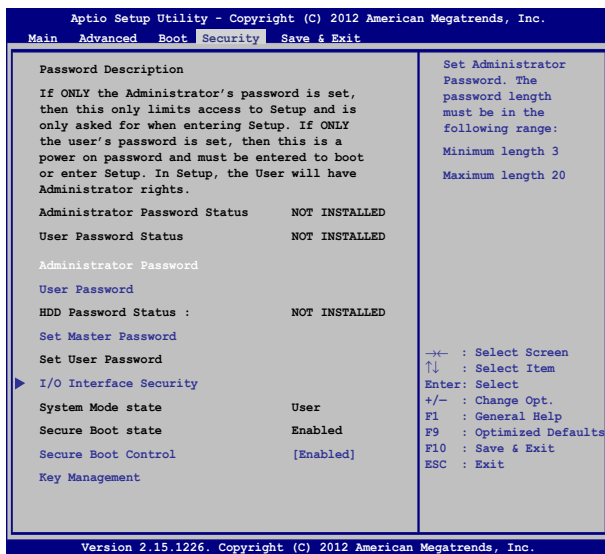 Aptio Setup Utility - Copyright (C) 2012 American Megatrends, Inc.
Main Advanced Boot Security Save & Exit
Password Description
If ONLY the Administrator's password is set,
then this only limits access to Setup and is
only asked for when entering Setup. If ONLY
the user's password is set, then this is a
power on password and must be entered to boot
or enter Setup. In Setup, the User will have
Administrator rights.
Administrator Password Status NOT INSTALLED
User Password Status NOT INSTALLED
Administrator Password
User Password
HDD Password Status : NOT INSTALLED
Set Master Password
Set User Password
I/O Interface Security
System Mode state User
Secure Boot state Enabled
Secure Boot Control [Enabled]
Key Management
Set Administrator
Password. The
password length
must be in the
following range:
Minimum length 3
Maximum length 20
→← : Select Screen
↑↓ : Select Item
Enter: Select
+/— : Change Opt.
F1 : General Help
F9 : Optimized Defaults
F10 : Save & Exit
ESC : Exit
Version 2.15.1226. Copyright (C) 2012 American Megatrends, Inc.